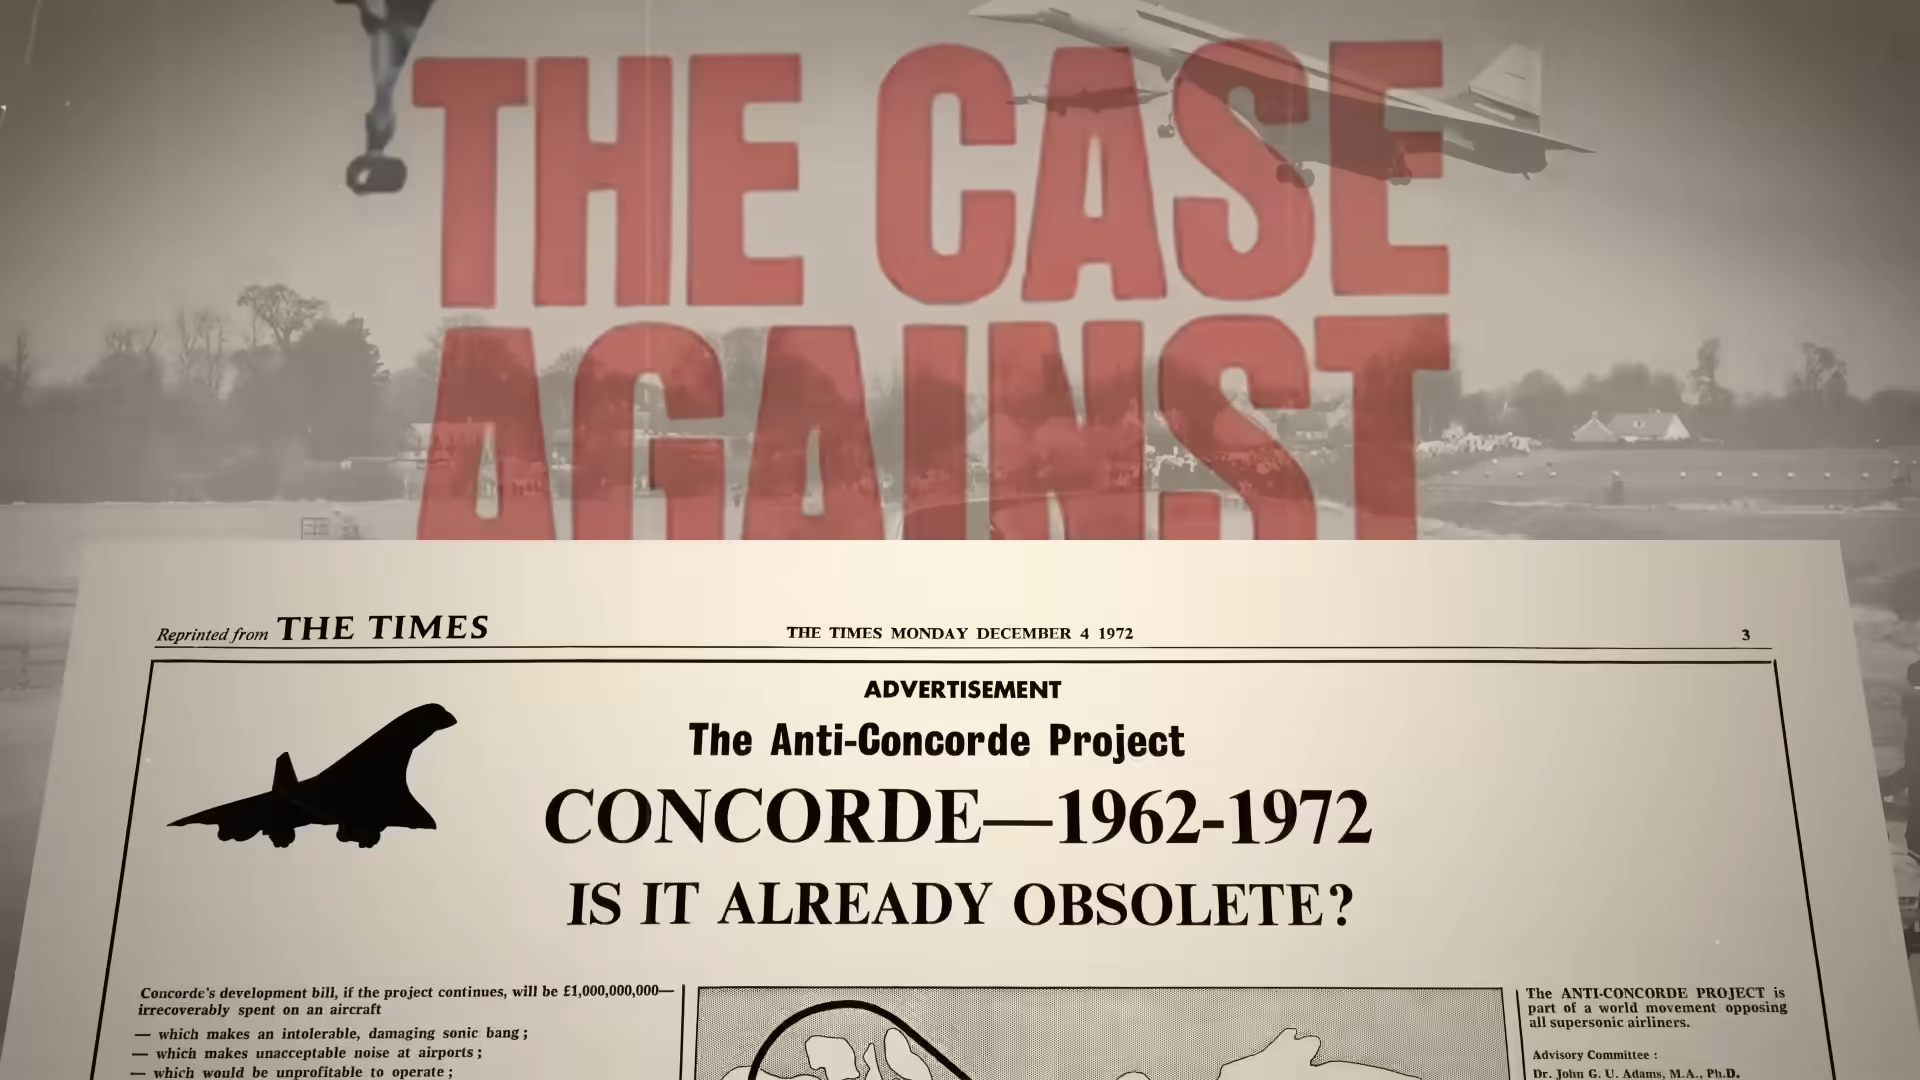 THE CASE
AGAINST
Reprinted from THE TIMES
THE TIMES MONDAY DECEMBER 4 1972
3
ADVERTISEMENT
The Anti-Concorde Project
CONCORDE—1962-1972
IS IT ALREADY OBSOLETE?
Concorde's development bill, if the project continues, will be £1,000,000,000—
irrecoverably spent on an aircraft
— which makes an intolerable, damaging sonic bang;
— which makes unacceptable noise at airports;
— which would be unprofitable to operate;
The ANTI-CONCORDE PROJECT is
part of a world movement opposing
all supersonic airliners.
Advisory Committee:
Dr. John G. U. Adams, M.A., Ph.D.